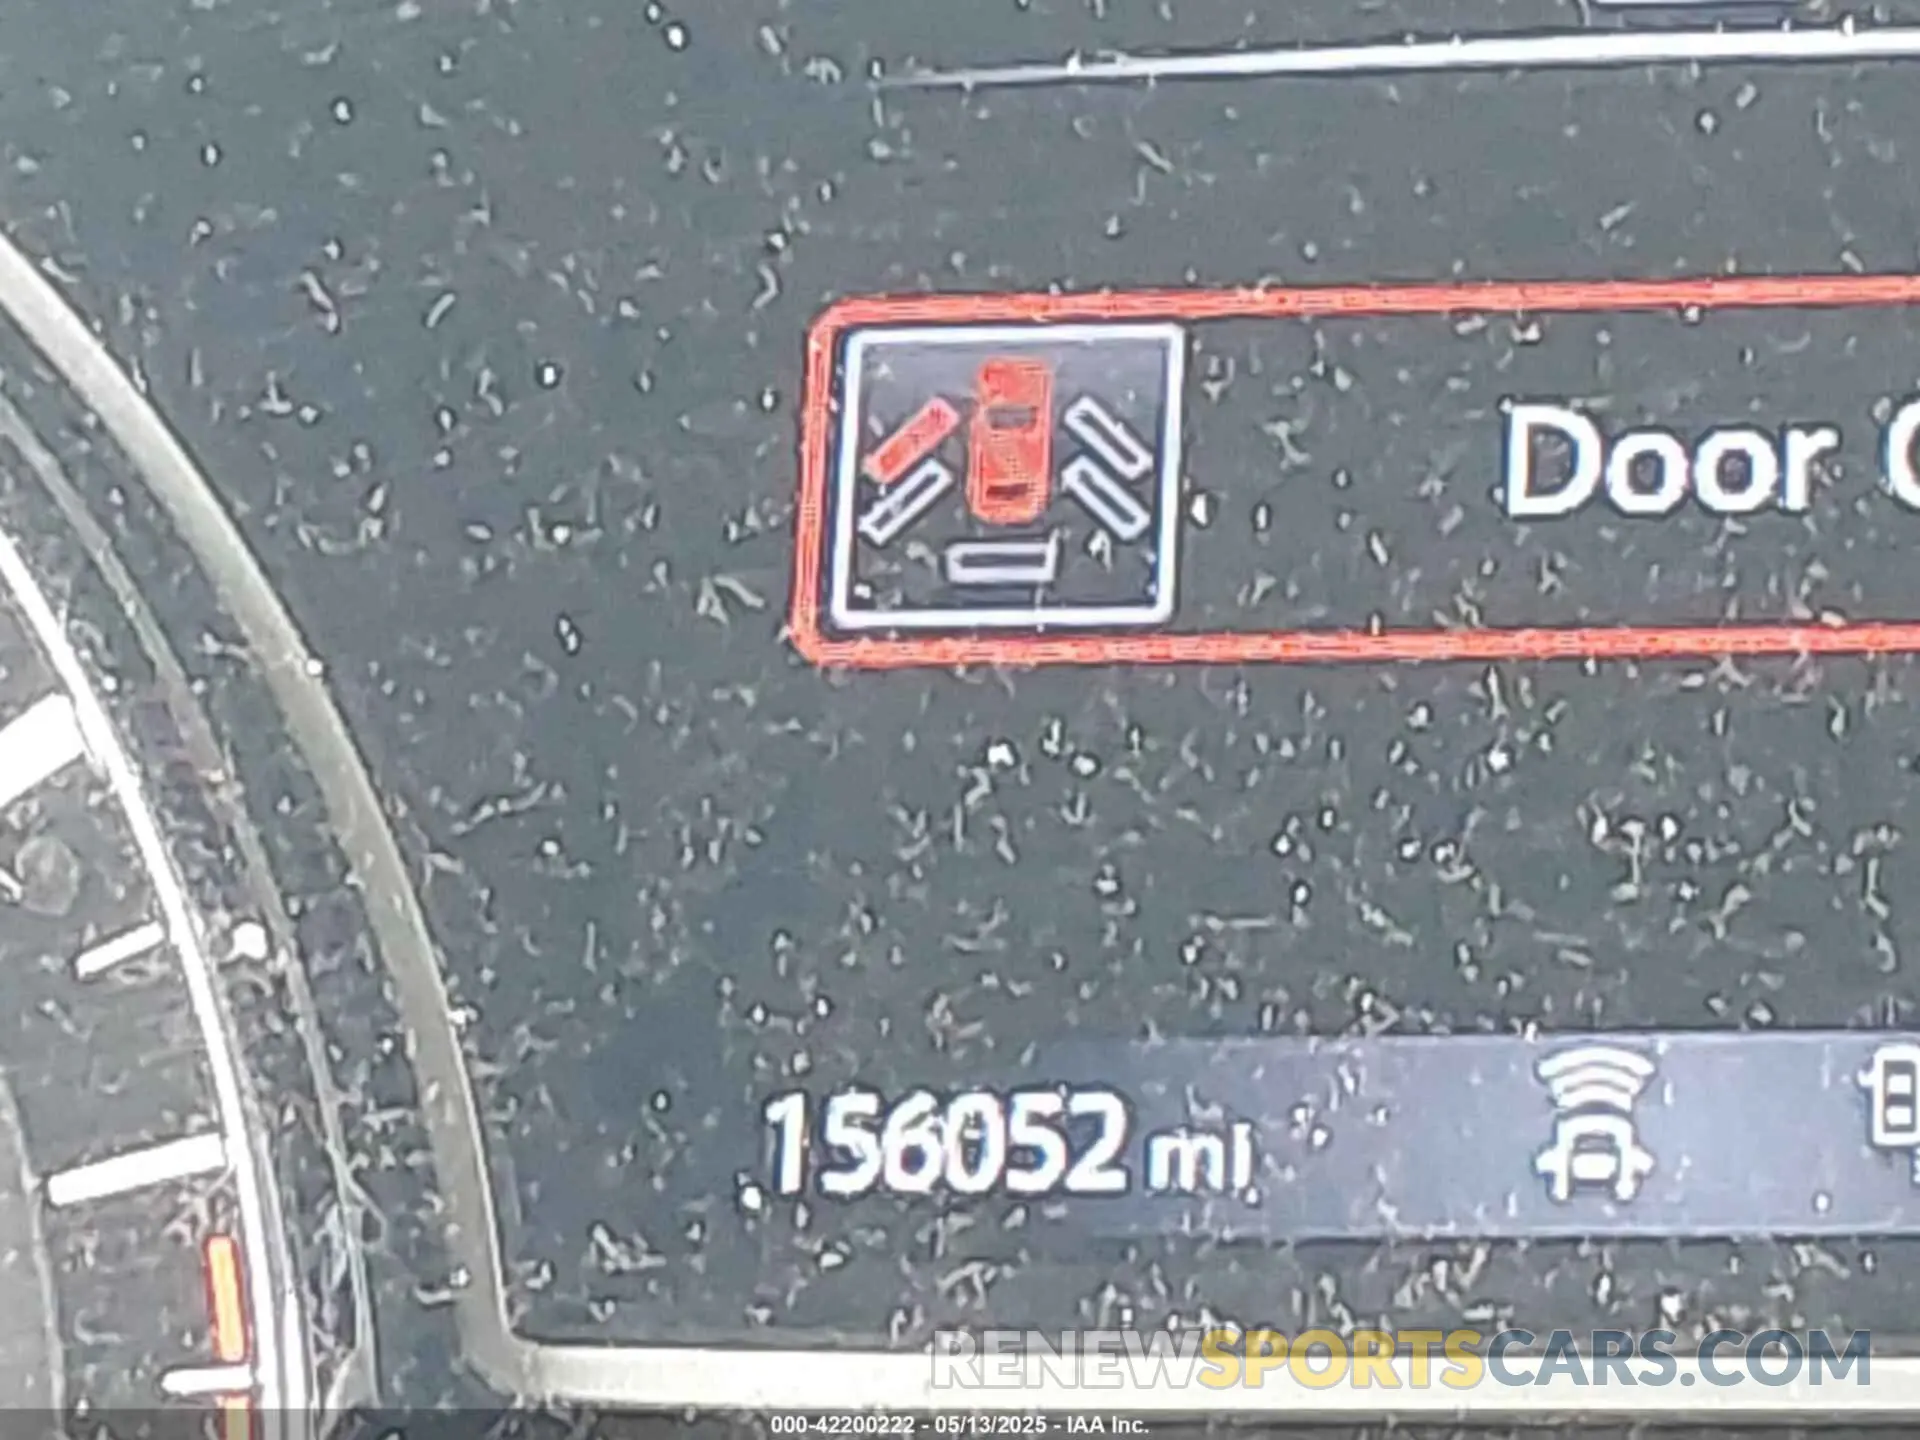 Door
156052 mi
RENEWSPORTSCARS.COM
000-42200222 - 05/13/2025 - IAA Inc.